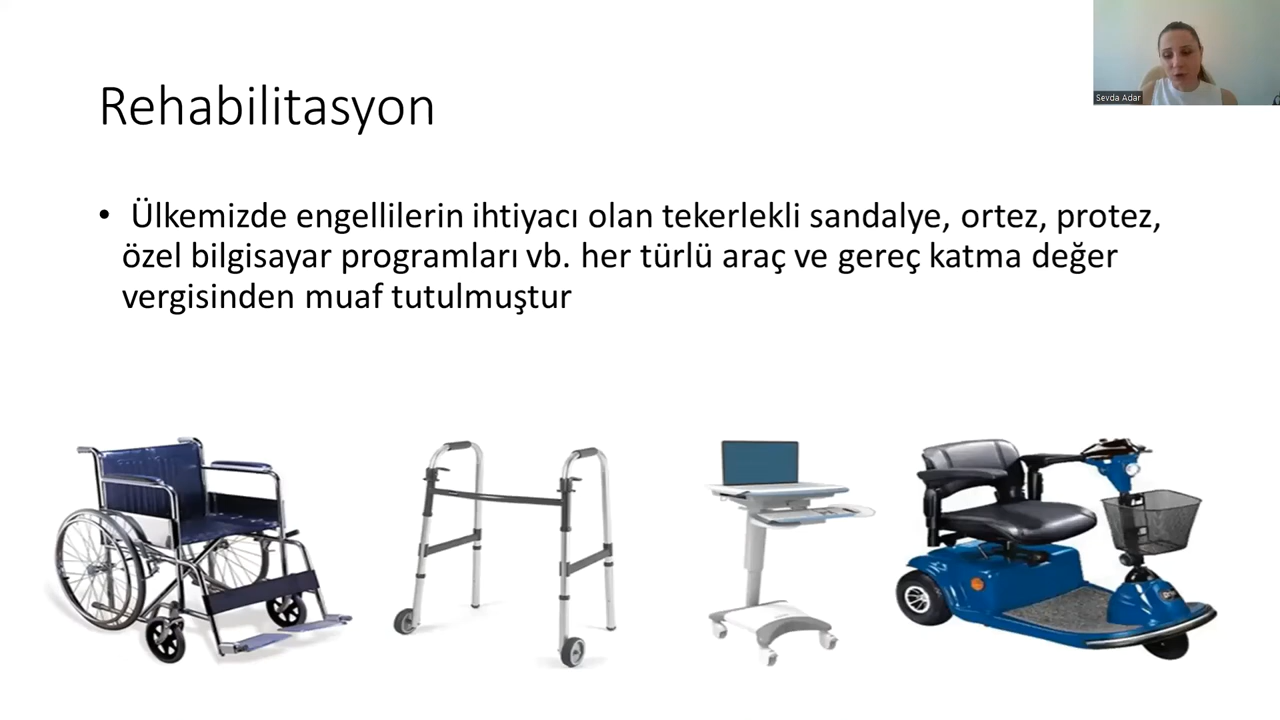 Rehabilitasyon
Sevda Adar
• Ülkemizde engellilerin ihtiyacı olan tekerlekli sandalye, ortez, protez,
özel bilgisayar programları vb. her türlü araç ve gereç katma değer
vergisinden muaf tutulmuştur